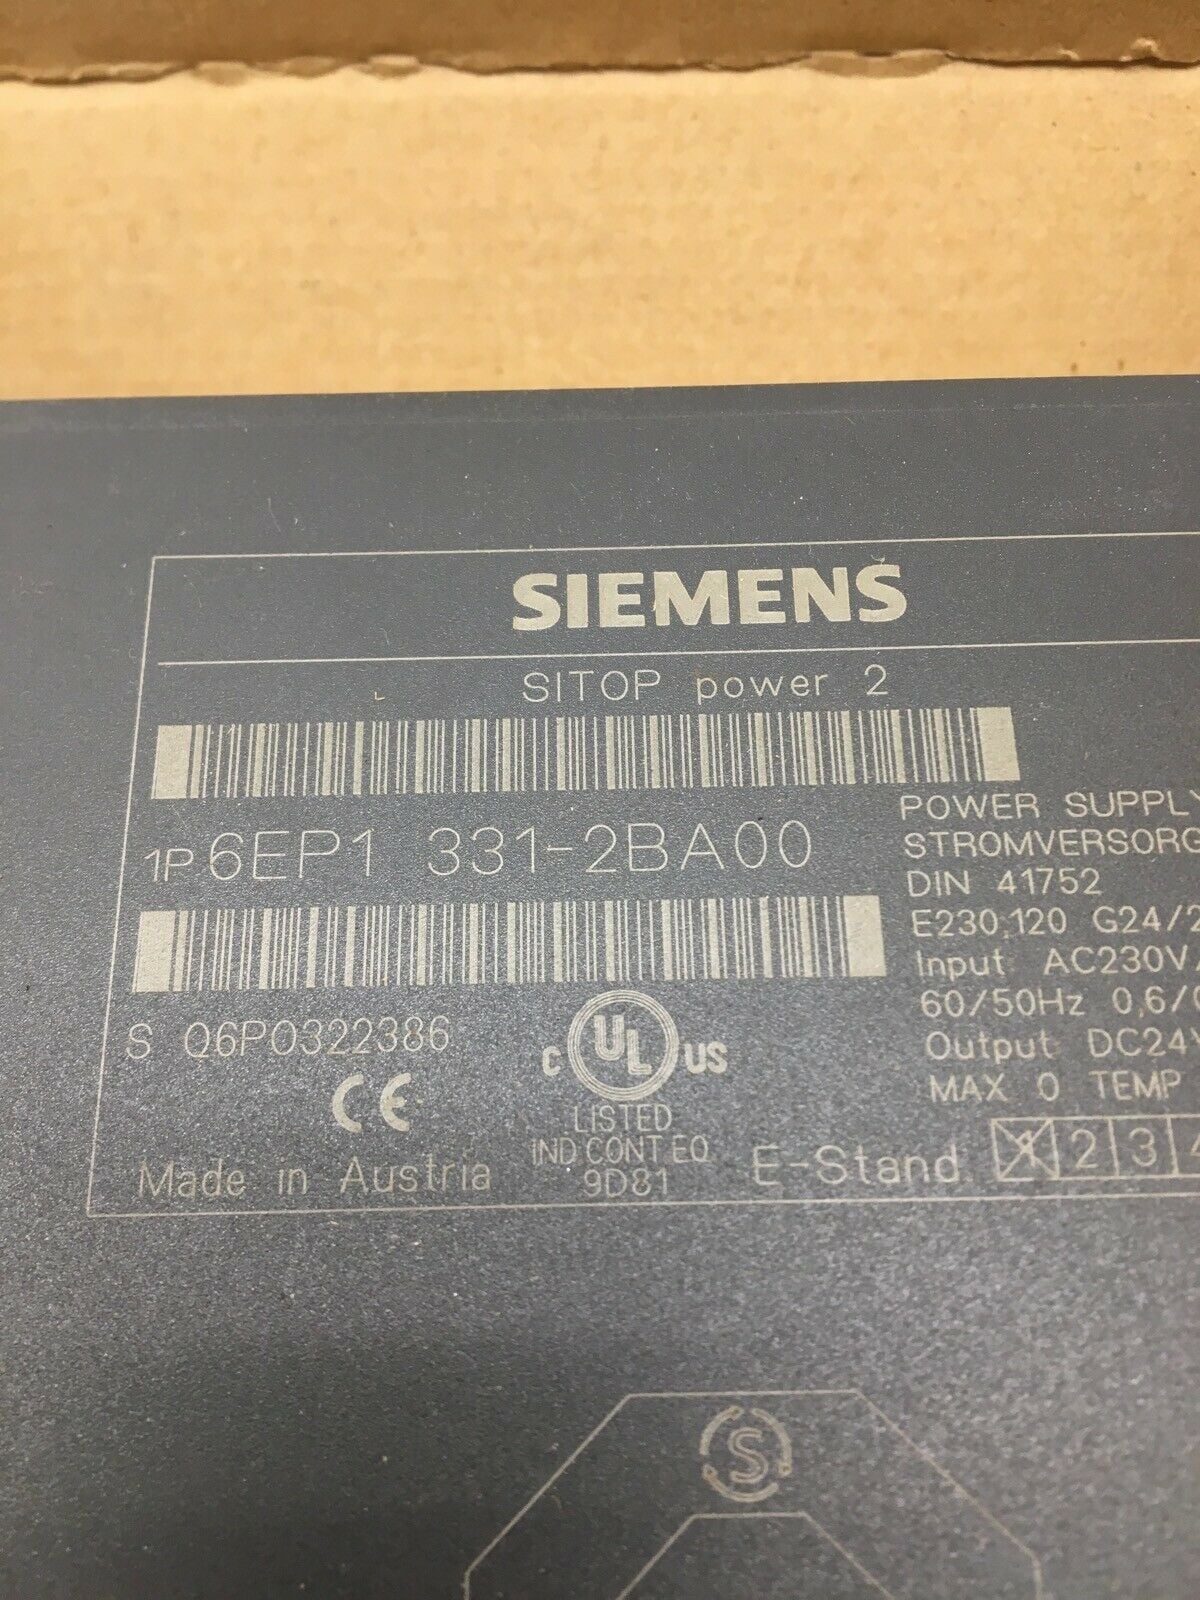 SIEMENS
SITOP power 2
1P 6EP1 331-2BA00
S Q6P0322386
CE
Made in Austria
C UL US
LISTED
IND CONT EQ.
9D81
POWER SUPPLY
STROMVERSORG
DIN 41752
E230;120 G24/2
Input AC230V
60/50Hz 0,6/
Output DC24V
MAX O TEMP
E-Stand 1 2 3 4
S